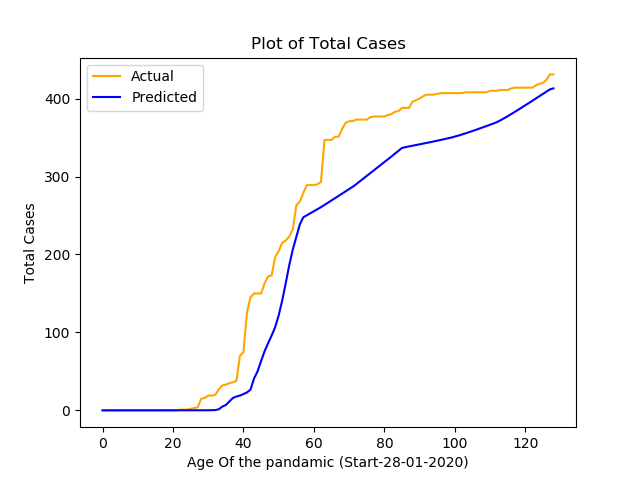 Plot of Total Cases
Actual
Predicted
400
300
200
100
0
Total Cases
0 20 40 60 80 100 120
Age Of the pandamic (Start-28-01-2020)